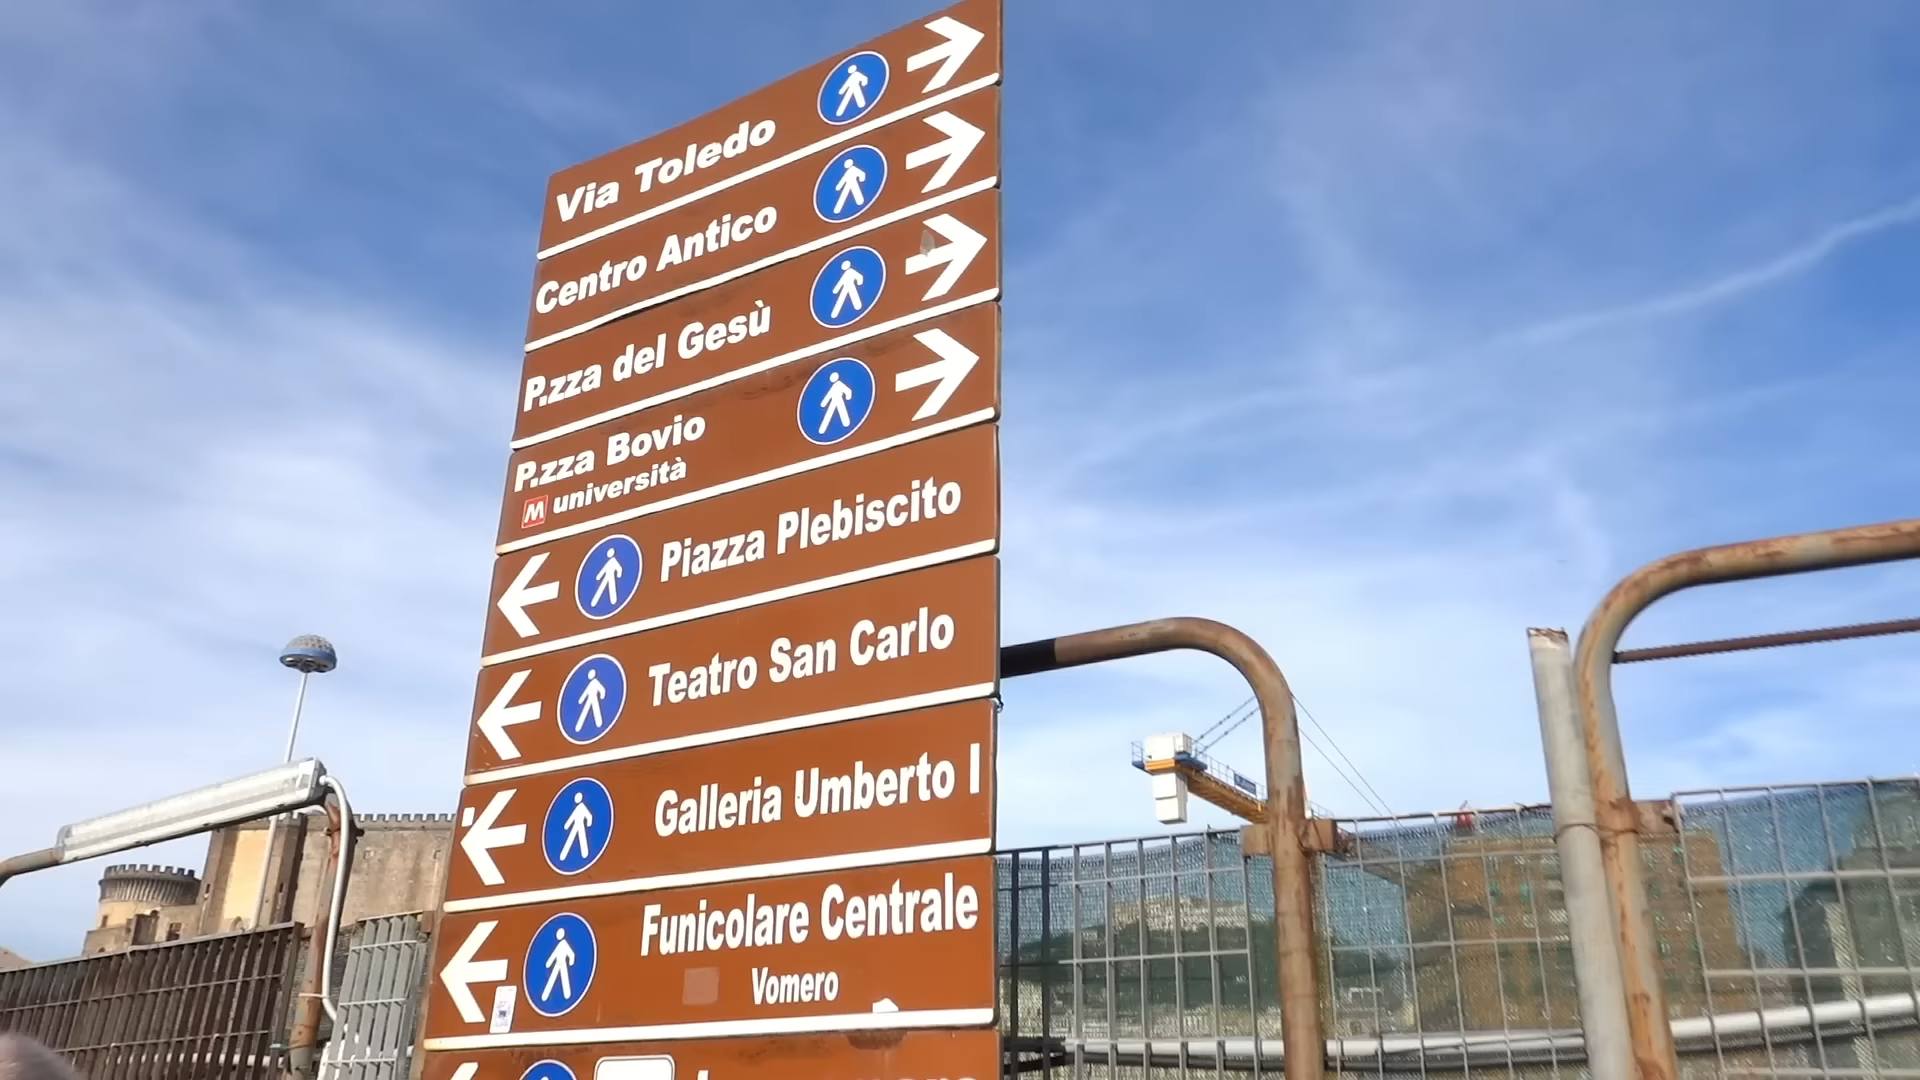 Via Toledo
Centro Antico
P.zza del Gesù
P.zza Bovio
M università
Piazza Plebiscito
Teatro San Carlo
Galleria Umberto I
Funicolare Centrale
Vomero